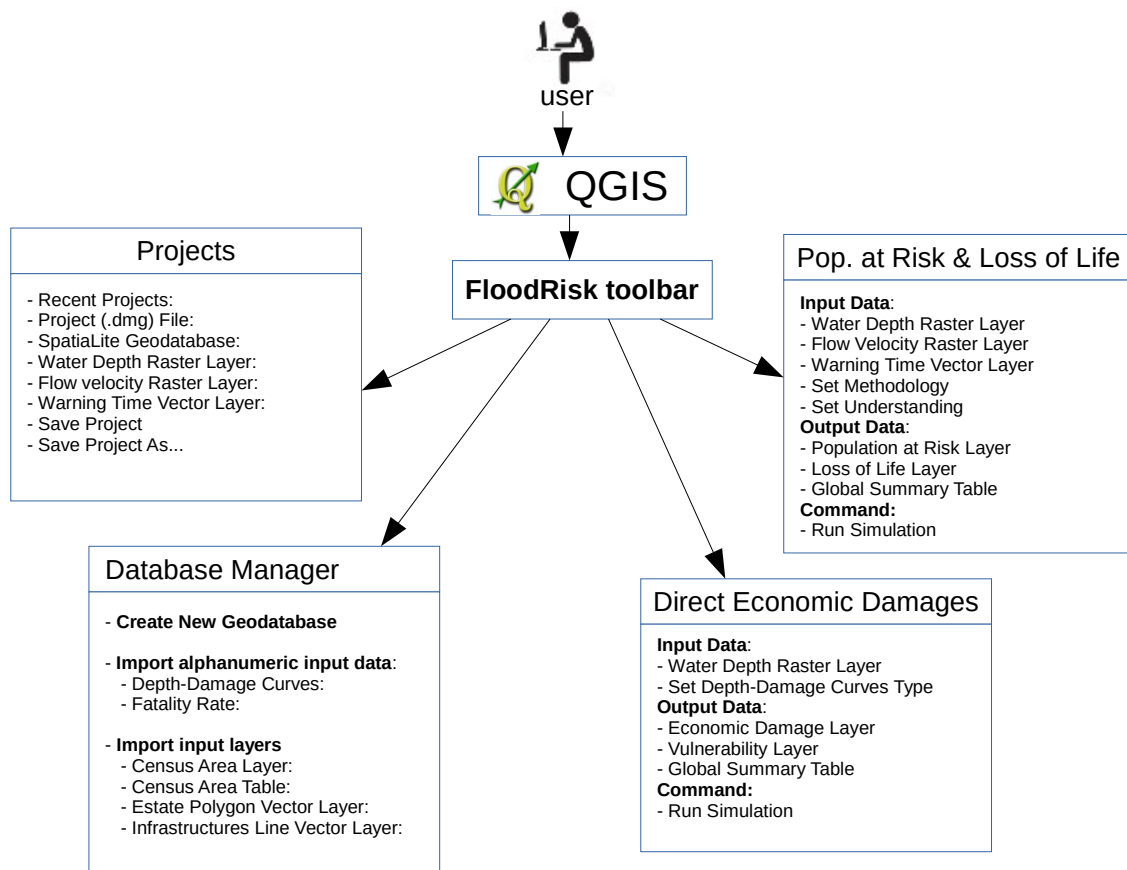 user
QGIS
FloodRisk toolbar
Projects
- Recent Projects:
- Project (.dmg) File:
- SpatiaLite Geodatabase:
- Water Depth Raster Layer:
- Flow velocity Raster Layer:
- Warning Time Vector Layer:
- Save Project
- Save Project As...
Pop. at Risk & Loss of Life
Input Data:
- Water Depth Raster Layer
- Flow Velocity Raster Layer
- Warning Time Vector Layer
- Set Methodology
- Set Understanding
Output Data:
- Population at Risk Layer
- Loss of Life Layer
- Global Summary Table
Command:
- Run Simulation
Database Manager
- Create New Geodatabase
- Import alphanumeric input data:
- Depth-Damage Curves:
- Fatality Rate:
- Import input layers
- Census Area Layer:
- Census Area Table:
- Estate Polygon Vector Layer:
- Infrastructures Line Vector Layer:
Direct Economic Damages
Input Data:
- Water Depth Raster Layer
- Set Depth-Damage Curves Type
Output Data:
- Economic Damage Layer
- Vulnerability Layer
- Global Summary Table
Command:
- Run Simulation